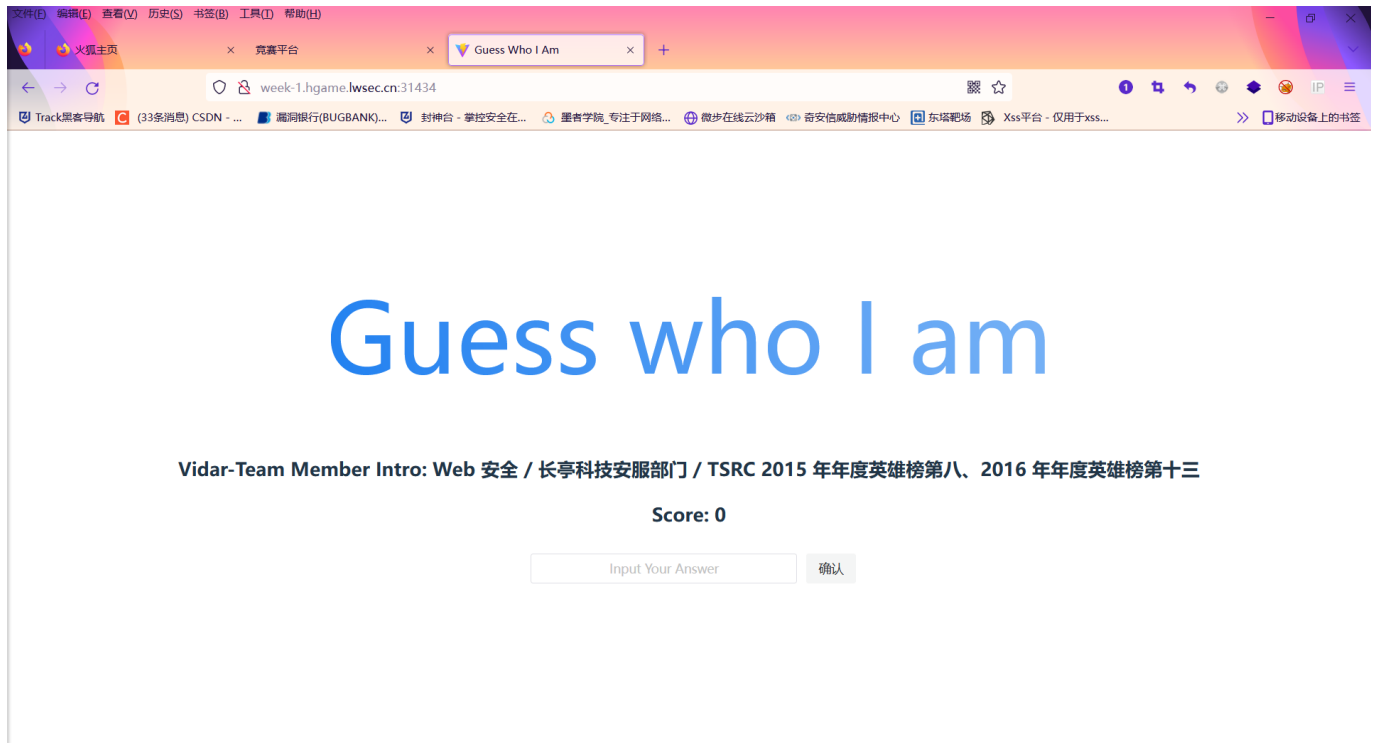 文件(F) 编辑(E) 查看(V) 历史(S) 书签(B) 工具(T) 帮助(H)
火狐主页 × 竞赛平台 × Guess Who I Am × +
week-1.hgame.lwsec.cn:31434
Track黑客导航 (33条消息) CSDN - ... 漏洞银行(BUGBANK)... 封神台 - 掌控安全在... 墨者学院_专注于网络... 微步在线云沙箱 奇安信威胁情报中心 东塔靶场 Xss平台 - 仅用于xss... 移动设备上的书签
Guess who I am
Vidar-Team Member Intro: Web 安全 / 长亭科技安服部门 / TSRC 2015 年年度英雄榜第八、2016 年年度英雄榜第十三
Score: 0
Input Your Answer 确认